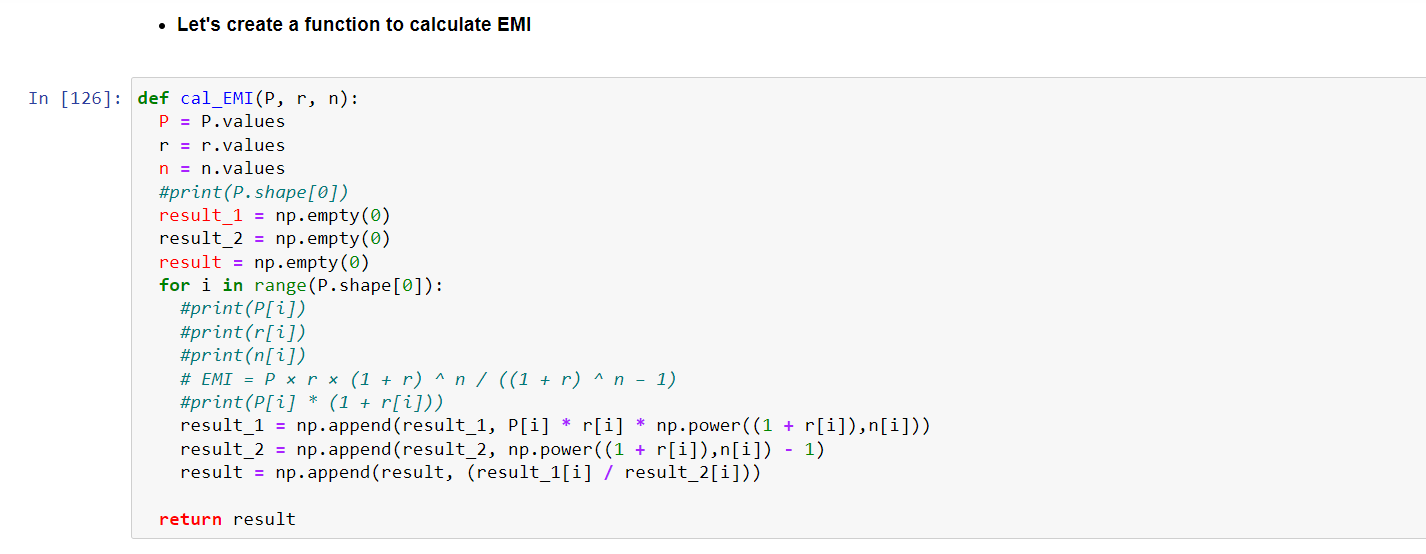 • Let's create a function to calculate EMI
In [126]: def cal_EMI(P, r, n):
  P = P.values
  r = r.values
  n = n.values
  #print(P.shape[0])
  result_1 = np.empty(0)
  result_2 = np.empty(0)
  result = np.empty(0)
  for i in range(P.shape[0]):
    #print(P[i])
    #print(r[i])
    #print(n[i])
    # EMI = P × r × (1 + r) ^ n / ((1 + r) ^ n – 1)
    #print(P[i] * (1 + r[i]))
    result_1 = np.append(result_1, P[i] * r[i] * np.power((1 + r[i]),n[i]))
    result_2 = np.append(result_2, np.power((1 + r[i]),n[i]) - 1)
    result = np.append(result, (result_1[i] / result_2[i]))
  return result